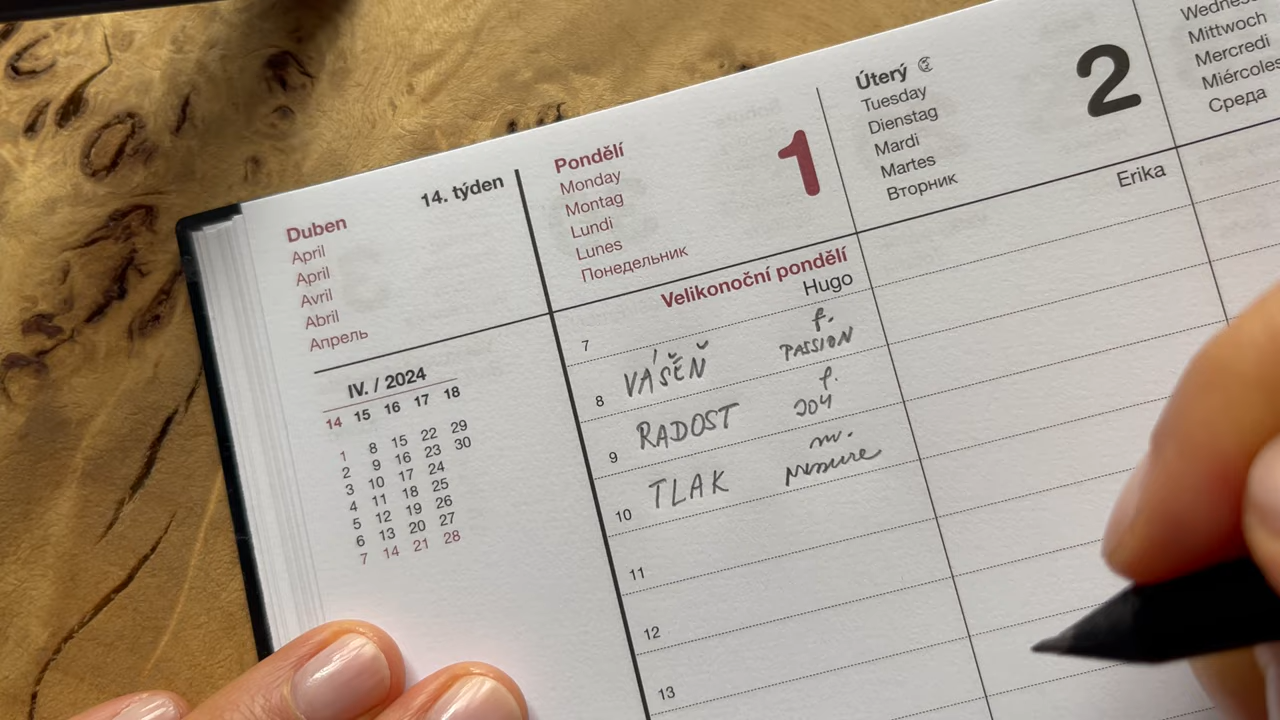 14. týden
Duben
April
April
Avril
Abril
Апрель
IV. / 2024
14 15 16 17 18
1 8 15 22 29
2 9 16 23 30
3 10 17 24
4 11 18 25
5 12 19 26
6 13 20 27
7 14 21 28
Pondělí
Monday
Montag
Lundi
Lunes
Понедельник
1
Velikonoční pondělí
Hugo
7
f.
8 VÁŠEŇ PASSION
f.
9 RADOST JOY
m.
10 TLAK pressure
11
12
13
Úterý
Tuesday
Dienstag
Mardi
Martes
Вторник
2
Erika
Mittwoch
Mercredi
Miércoles
Среда